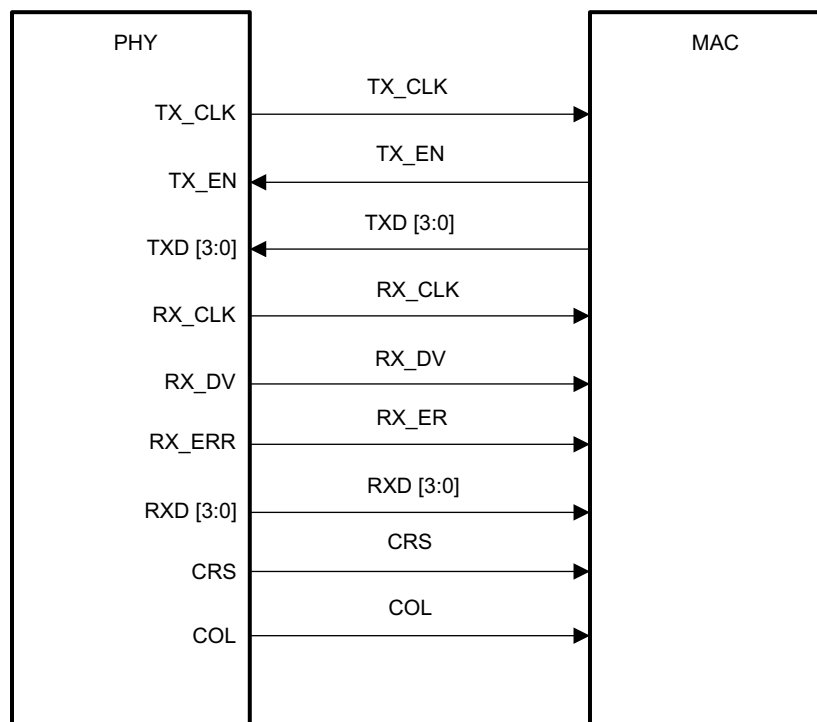 PHY
MAC
TX_CLK
TX_CLK
TX_EN
TX_EN
TXD [3:0]
TXD [3:0]
RX_CLK
RX_CLK
RX_DV
RX_DV
RX_ER
RX_ERR
RXD [3:0]
RXD [3:0]
CRS
CRS
COL
COL